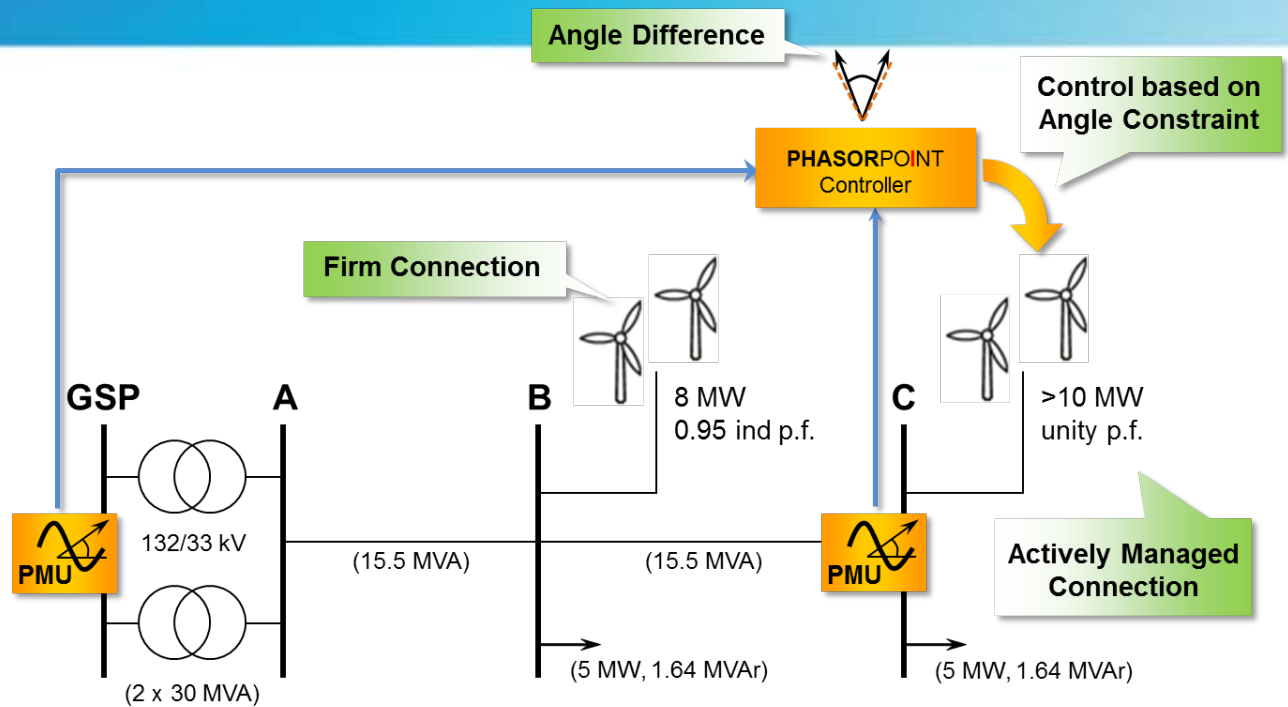 Angle Difference
Control based on
Angle Constraint
PHASORPOINT
Controller
Firm Connection
GSP
A
B
8 MW
0.95 ind p.f.
C
>10 MW
unity p.f.
PMU
132/33 kV
(15.5 MVA)
(15.5 MVA)
PMU
Actively Managed
Connection
(2 x 30 MVA)
(5 MW, 1.64 MVAr)
(5 MW, 1.64 MVAr)